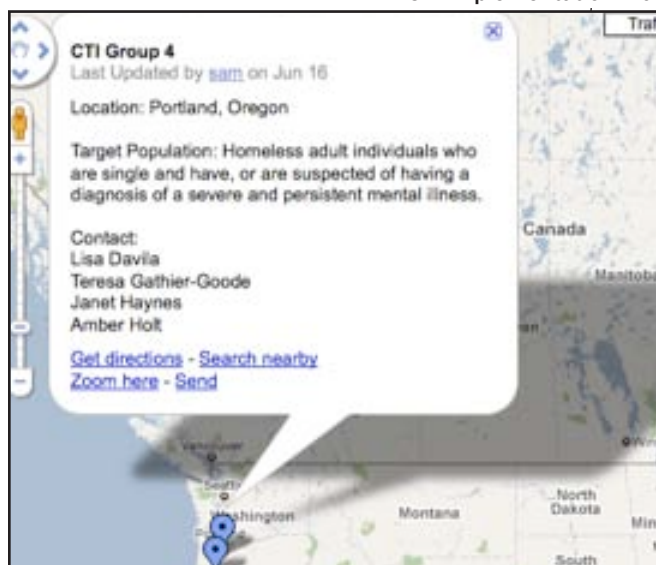 Traf
CTI Group 4
Last Updated by sam on Jun 16
Location: Portland, Oregon
Target Population: Homeless adult individuals who
are single and have, or are suspected of having a
diagnosis of a severe and persistent mental illness.
Contact:
Lisa Davila
Teresa Gathier-Goode
Janet Haynes
Amber Holt
Get directions - Search nearby
Zoom here - Send
Canada
Manitoba
Vancouver
Seatt
Washington
Montana
North
Dakota
Min
South